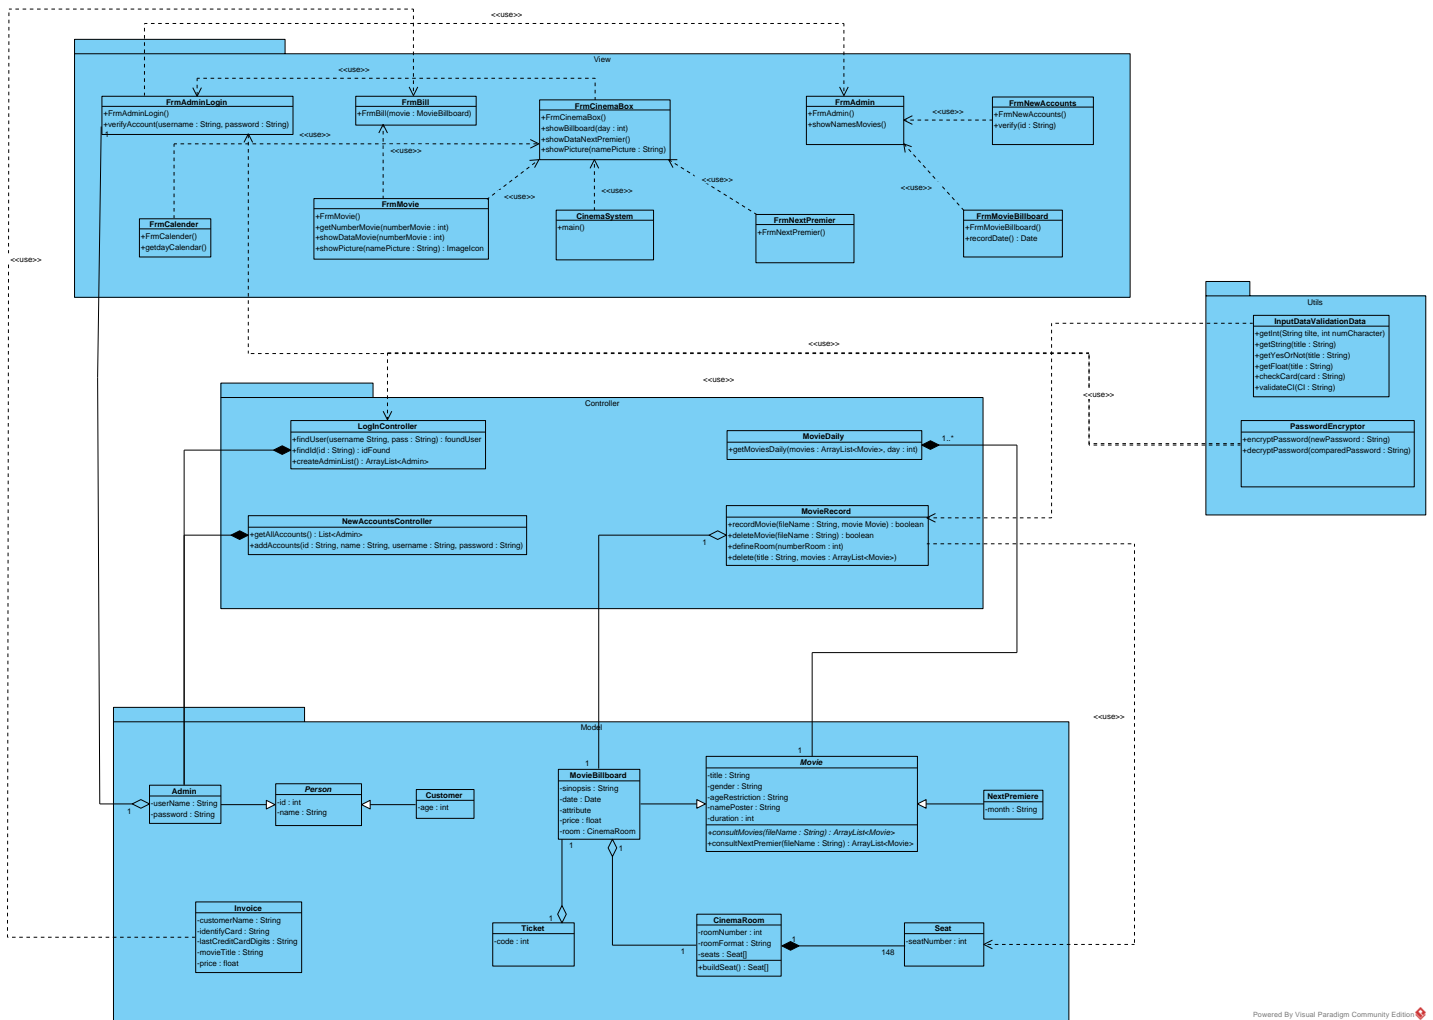 <<use>>
View
<<use>>
FrmAdminLogin
+FrmAdminLogin()
+verifyAccount(username : String, password : String)
1
FrmBill
+FrmBill(movie : MovieBillboard)
FrmCinemaBox
+FrmCinemaBox()
+showBillboard(day : int)
+showDataNextPremier()
+showPicture(namePicture : String)
FrmAdmin
+FrmAdmin()
+showNamesMovies()
<<use>>
FrmNewAccounts
+FrmNewAccounts()
+verify(id : String)
<<use>>
<<use>>
<<use>>
<<use>>
<<use>>
<<use>>
FrmCalender
+FrmCalender()
+getdayCalendar()
FrmMovie
+FrmMovie()
+getNumberMovie(numberMovie : int)
+showDataMovie(numberMovie : int)
+showPicture(namePicture : String) : ImageIcon
CinemaSystem
+main()
FrmNextPremier
+FrmNextPremier()
FrmMovieBillboard
+FrmMovieBillboard()
+recordDate() : Date
<<use>>
Utils
InputDataValidationData
+getInt(String tilte, int numCharacter)
+getString(title : String)
+getYesOrNot(title : String)
+getFloat(title : String)
+checkCard(card : String)
+validateCI(CI : String)
<<use>>
<<use>>
<<use>>
PasswordEncryptor
+encryptPassword(newPassword : String)
+decryptPassword(comparedPassword : String)
Controller
LogInController
+findUser(username String, pass : String) : foundUser
+findId(id : String) : idFound
+createAdminList() : ArrayList<Admin>
MovieDaily
+getMoviesDaily(movies : ArrayList<Movie>, day : int)
1..*
NewAccountsController
+getAllAccounts() : List<Admin>
+addAccounts(id : String, name : String, username : String, password : String)
MovieRecord
+recordMovie(fileName : String, movie Movie) : boolean
+deleteMovie(fileName : String) : boolean
+defineRoom(numberRoom : int)
+delete(title : String, movies : ArrayList<Movie>)
1
<<use>>
Model
1
1
Admin
-userName : String
-password : String
1
Person
-id : int
-name : String
Customer
-age : int
MovieBillboard
-sinopsis : String
-date : Date
-attribute
-price : float
-room : CinemaRoom
1
1
Movie
-title : String
-gender : String
-ageRestriction : String
-namePoster : String
-duration : int
+consultMovies(fileName : String) : ArrayList<Movie>
+consultNextPremier(fileName : String) : ArrayList<Movie>
NextPremiere
-month : String
Invoice
-customerName : String
-identifyCard : String
-lastCreditCardDigits : String
-movieTitle : String
-price : float
1
Ticket
-code : int
CinemaRoom
-roomNumber : int
-roomFormat : String
-seats : Seat[]
+buildSeat() : Seat[]
1
1
148
Seat
-seatNumber : int
Powered By Visual Paradigm Community Edition